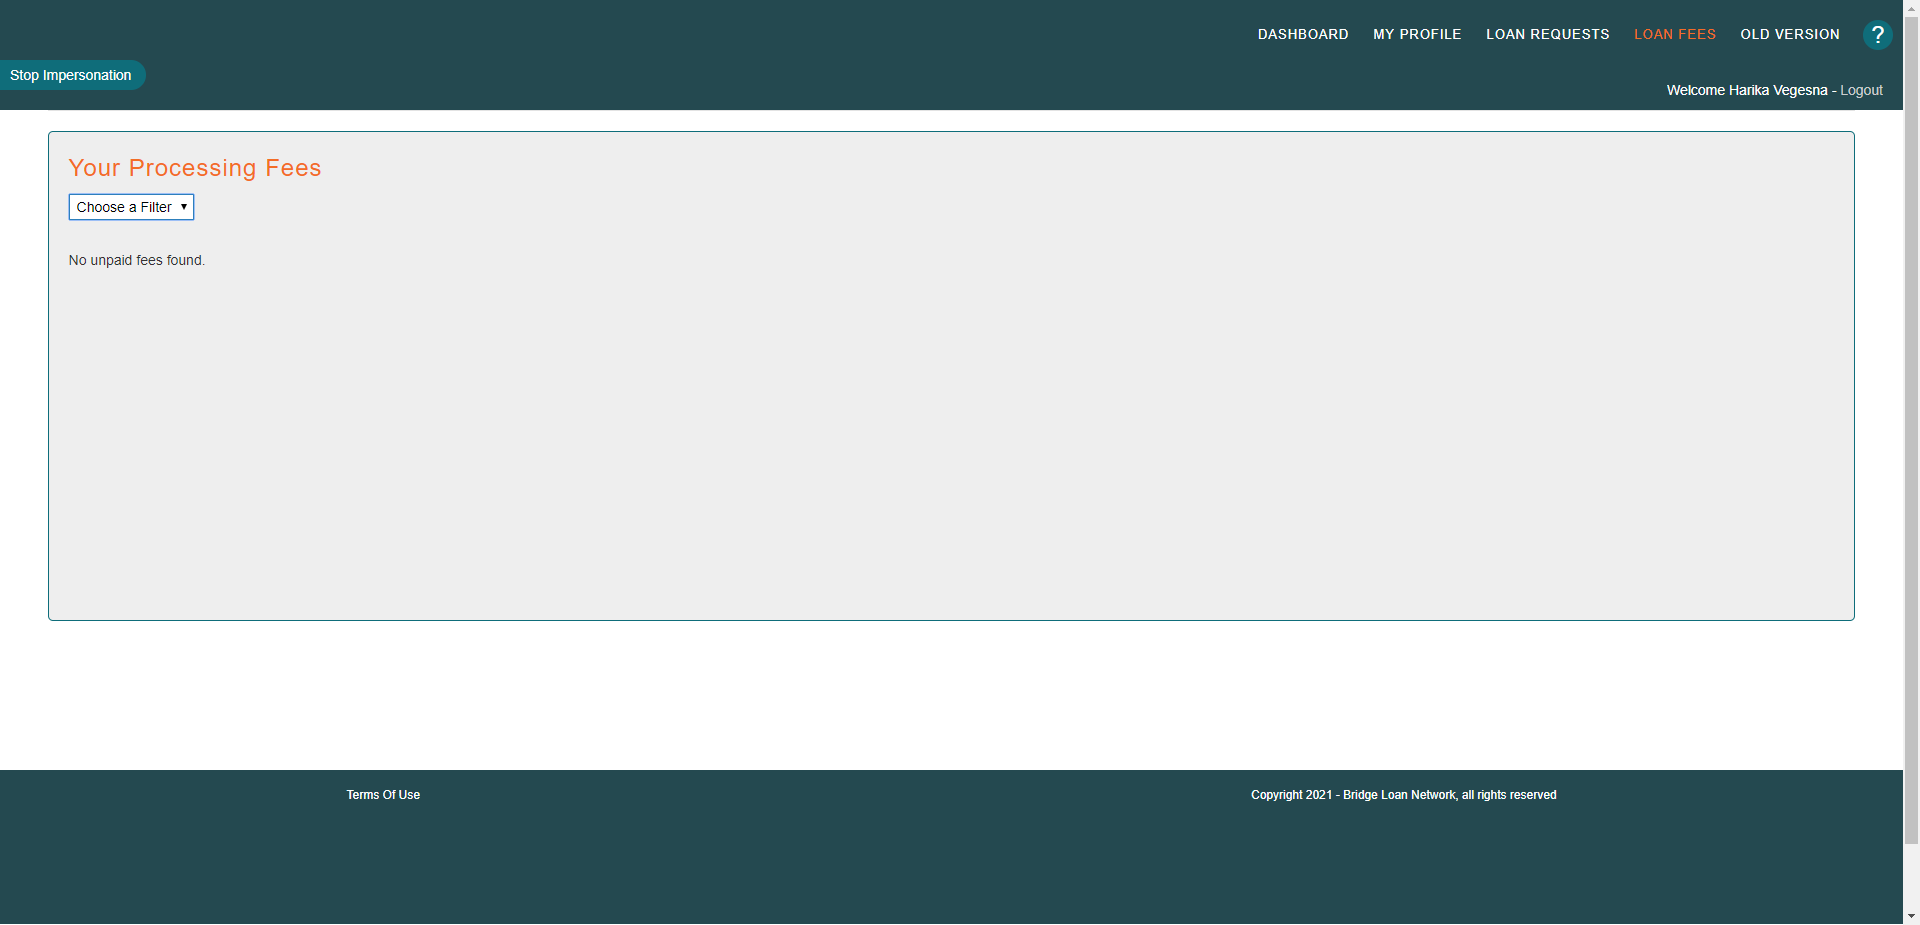 DASHBOARD MY PROFILE LOAN REQUESTS LOAN FEES OLD VERSION ?
Stop Impersonation
Welcome Harika Vegesna - Logout
Your Processing Fees
Choose a Filter
No unpaid fees found.
Terms Of Use
Copyright 2021 - Bridge Loan Network, all rights reserved